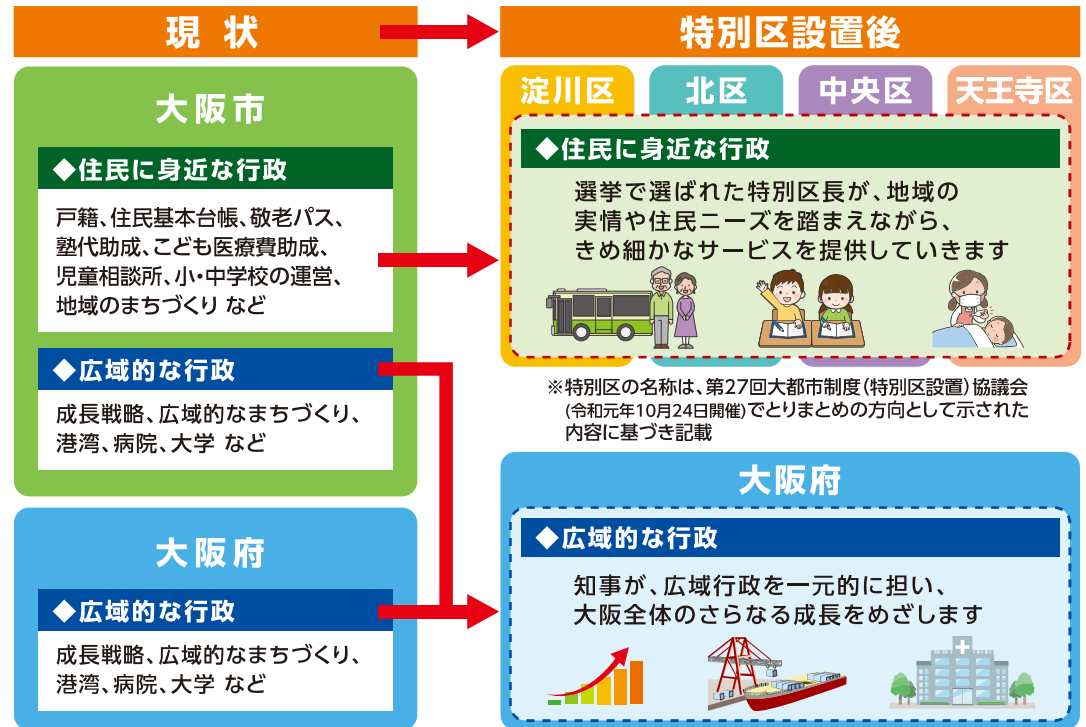 現 状
特別区設置後
大阪市
◆住民に身近な行政
戸籍、住民基本台帳、敬老パス、
塾代助成、こども医療費助成、
児童相談所、小・中学校の運営、
地域のまちづくり など
◆広域的な行政
成長戦略、広域的なまちづくり、
港湾、病院、大学 など
大阪府
◆広域的な行政
成長戦略、広域的なまちづくり、
港湾、病院、大学 など
淀川区
北区
中央区
天王寺区
◆住民に身近な行政
選挙で選ばれた特別区長が、地域の
実情や住民ニーズを踏まえながら、
きめ細かなサービスを提供していきます
※特別区の名称は、第27回大都市制度(特別区設置)協議会
(令和元年10月24日開催)でとりまとめの方向として示された
内容に基づき記載
大阪府
◆広域的な行政
知事が、広域行政を一元的に担い、
大阪全体のさらなる成長をめざします